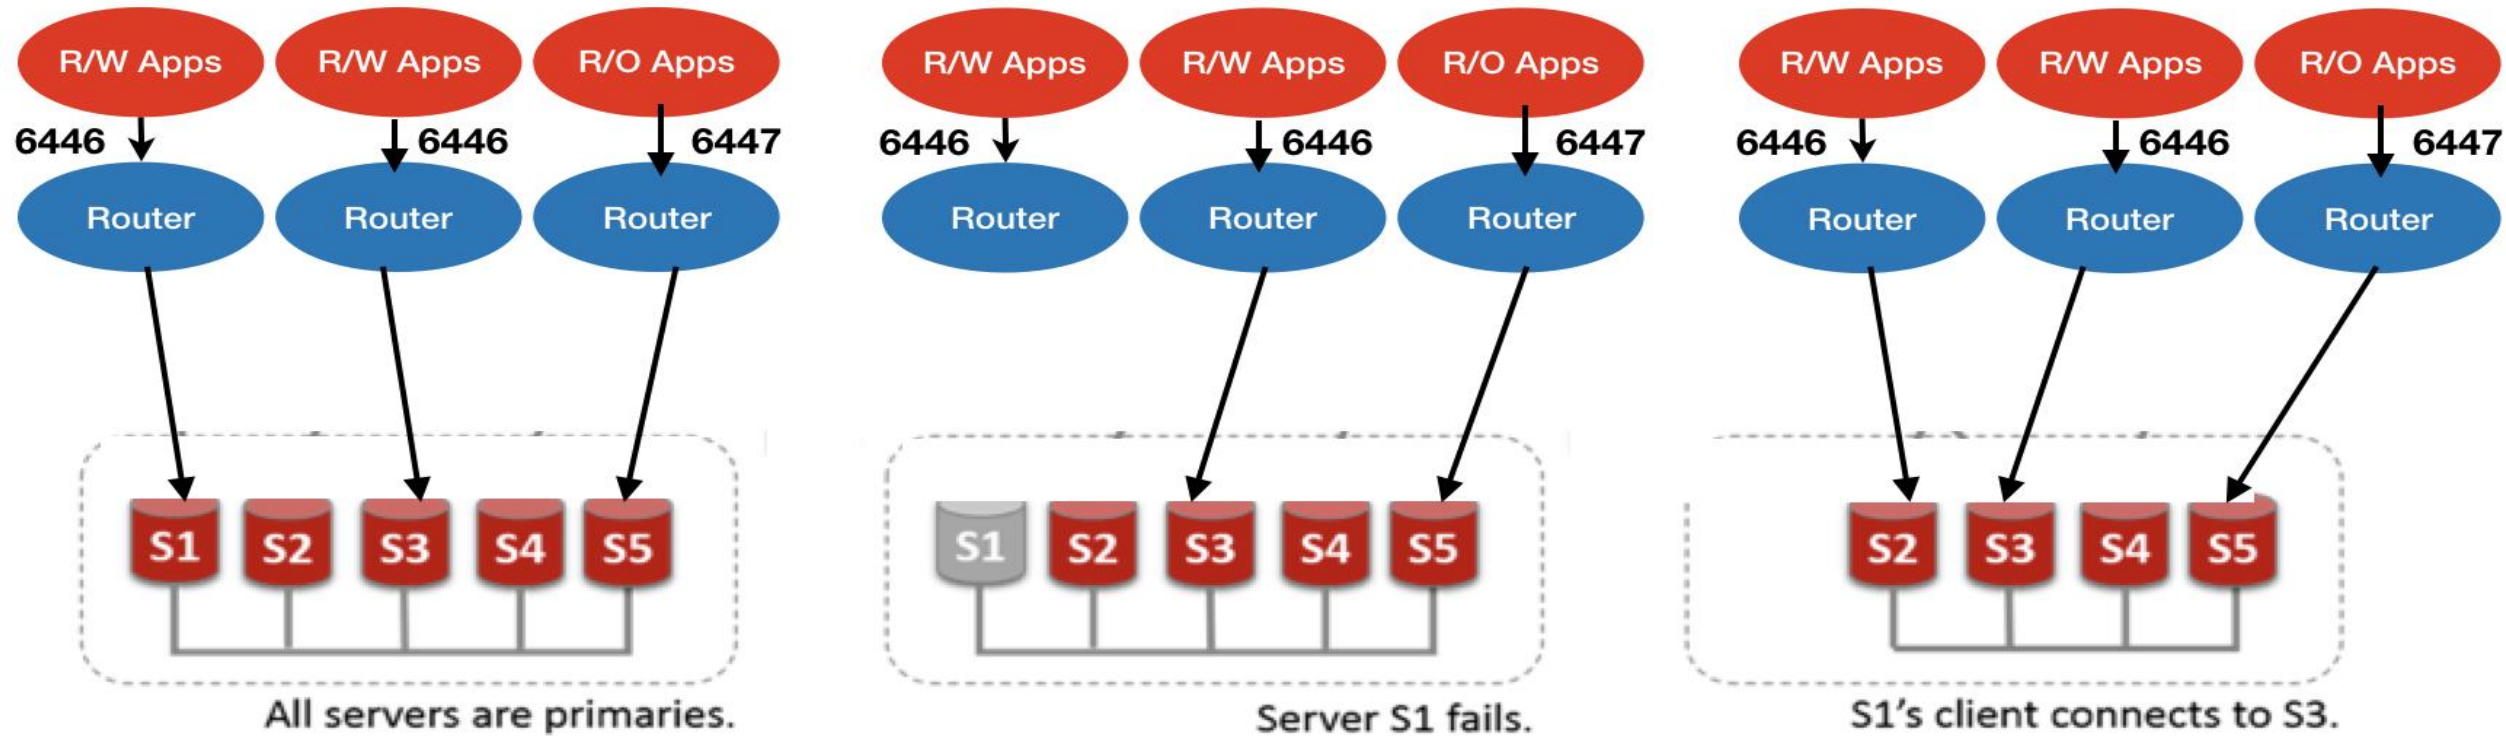 R/W Apps R/W Apps R/O Apps
6446 6446 6447
Router Router Router
S1 S2 S3 S4 S5
All servers are primaries.
R/W Apps R/W Apps R/O Apps
6446 6446 6447
Router Router Router
S1 S2 S3 S4 S5
Server S1 fails.
R/W Apps R/W Apps R/O Apps
6446 6446 6447
Router Router Router
S2 S3 S4 S5
S1's client connects to S3.